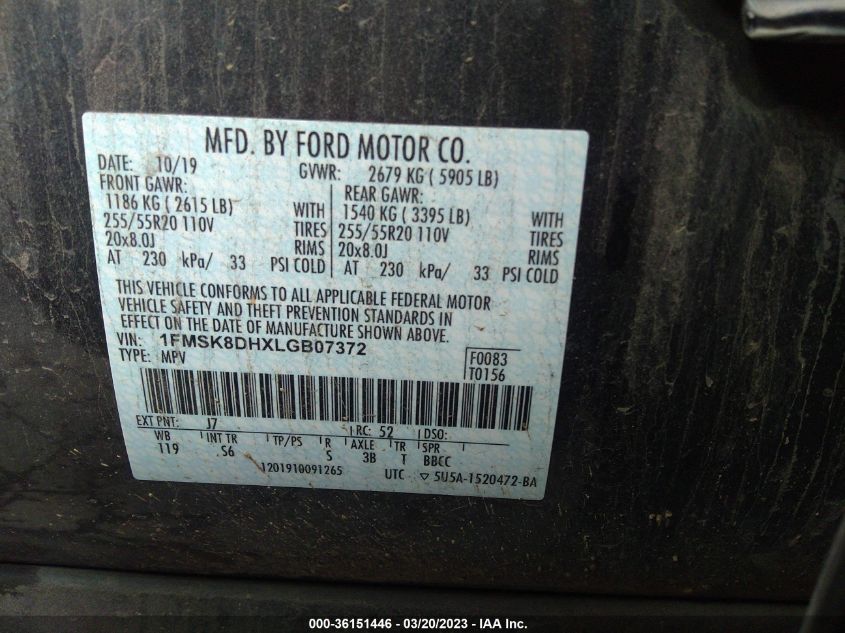 MFD. BY FORD MOTOR CO.
DATE: 10/19 GVWR: 2679 KG ( 5905 LB)
FRONT GAWR: REAR GAWR:
1186 KG ( 2615 LB) WITH 1540 KG ( 3395 LB) WITH
255/55R20 110V TIRES 255/55R20 110V TIRES
20x8.0J RIMS 20x8.0J RIMS
AT 230 kPa/ 33 PSI COLD AT 230 kPa/ 33 PSI COLD
THIS VEHICLE CONFORMS TO ALL APPLICABLE FEDERAL MOTOR
VEHICLE SAFETY AND THEFT PREVENTION STANDARDS IN
EFFECT ON THE DATE OF MANUFACTURE SHOWN ABOVE.
VIN: 1FMSK8DHXLGB07372 F0083
TYPE: MPV T0156
EXT PNT: J7 RC: 52 DSO:
WB INT TR TP/PS R AXLE TR SPR
119 S6 S 3B T BBCC
1201910091265 UTC ▽ 5U5A-1520472-BA
000-36151446 - 03/20/2023 - IAA Inc.